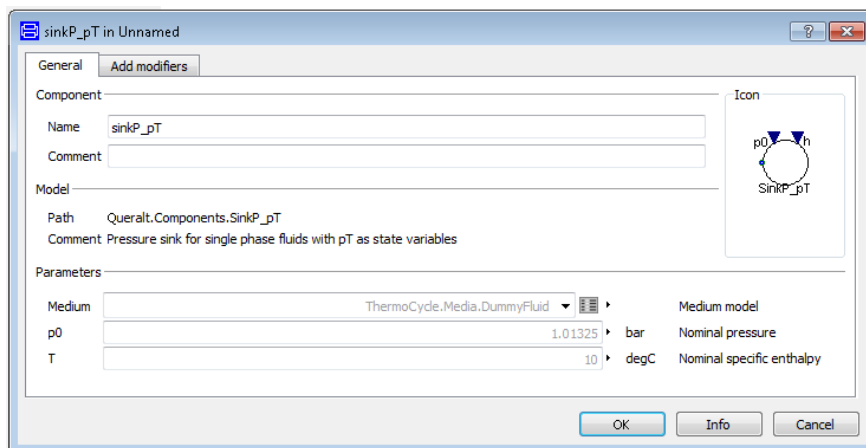 sinkP_pT in Unnamed
General Add modifiers
Component
Icon
Name sinkP_pT
Comment
p0 h
SinkP_pT
Model
Path Queralt.Components.SinkP_pT
Comment Pressure sink for single phase fluids with pT as state variables
Parameters
Medium ThermoCycle.Media.DummyFluid Medium model
p0 1.01325 bar Nominal pressure
T 10 degC Nominal specific enthalpy
OK Info Cancel